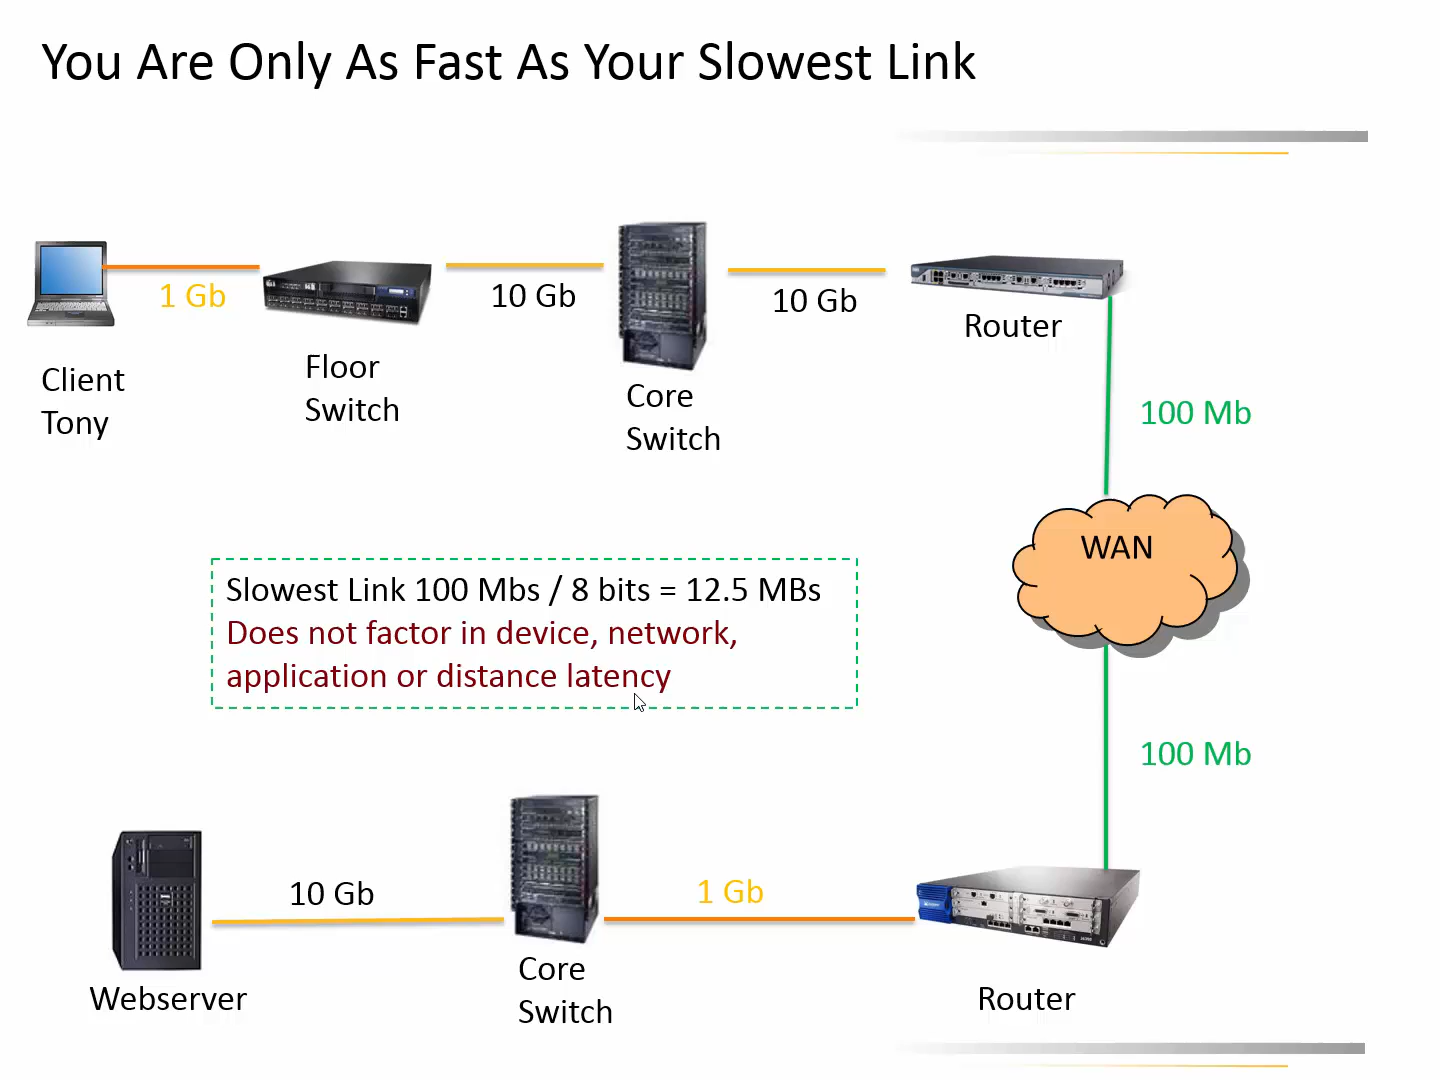 You Are Only As Fast As Your Slowest Link
1 Gb
10 Gb
10 Gb
Router
Client
Tony
Floor
Switch
Core
Switch
100 Mb
WAN
Slowest Link 100 Mbs / 8 bits = 12.5 MBs
Does not factor in device, network,
application or distance latency
100 Mb
10 Gb
1 Gb
Webserver
Core
Switch
Router